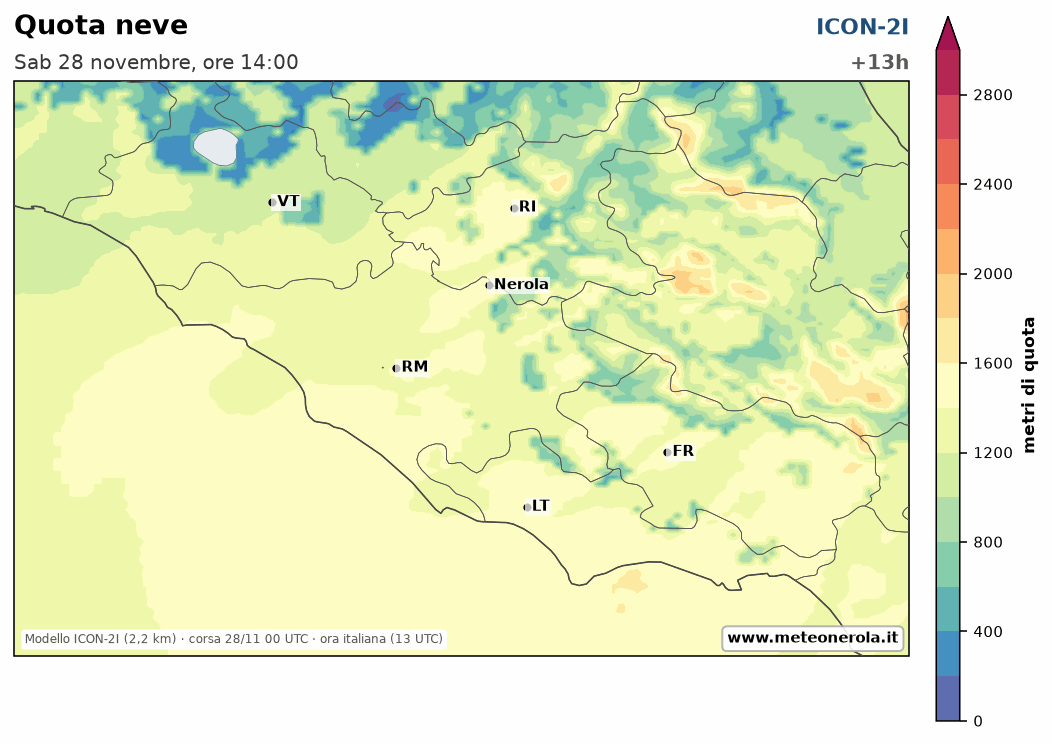 Quota neve
ICON-2I
Sab 28 novembre, ore 14:00
+13h
2800
2400
2000
1600
1200
800
400
0
metri di quota
VT
RI
Nerola
RM
FR
LT
Modello ICON-2I (2,2 km) · corsa 28/11 00 UTC · ora italiana (13 UTC)
www.meteonerola.it